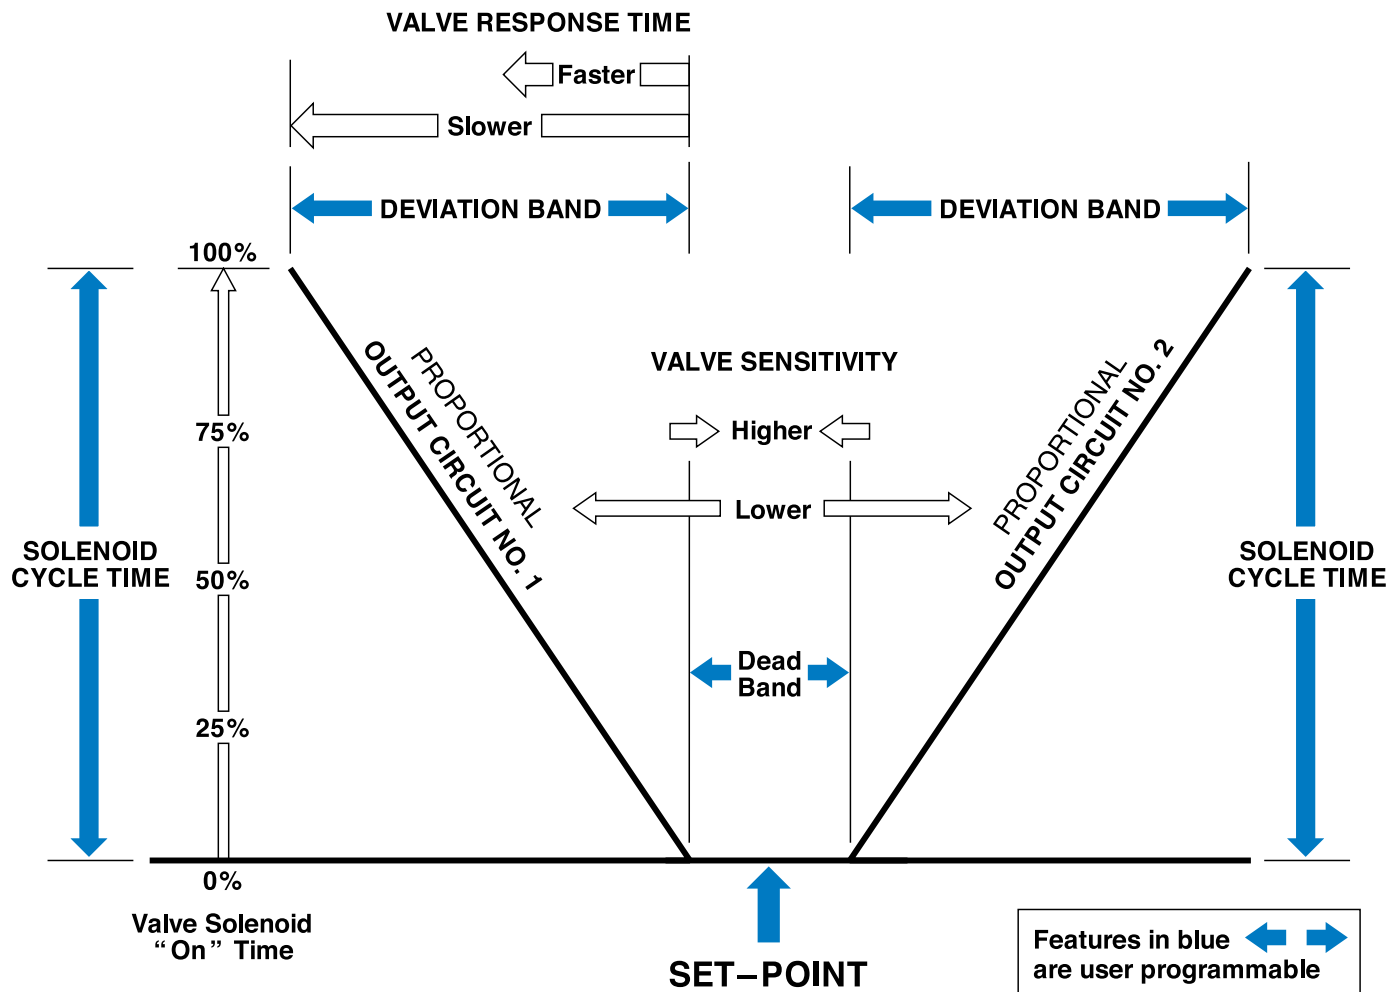 VALVE RESPONSE TIME
Faster
Slower
DEVIATION BAND
DEVIATION BAND
100%
75%
50%
25%
0%
Valve Solenoid
“On” Time
SOLENOID
CYCLE TIME
PROPORTIONAL
OUTPUT CIRCUIT NO. 1
VALVE SENSITIVITY
Higher
Lower
Dead
Band
PROPORTIONAL
OUTPUT CIRCUIT NO. 2
SOLENOID
CYCLE TIME
SET–POINT
Features in blue
are user programmable